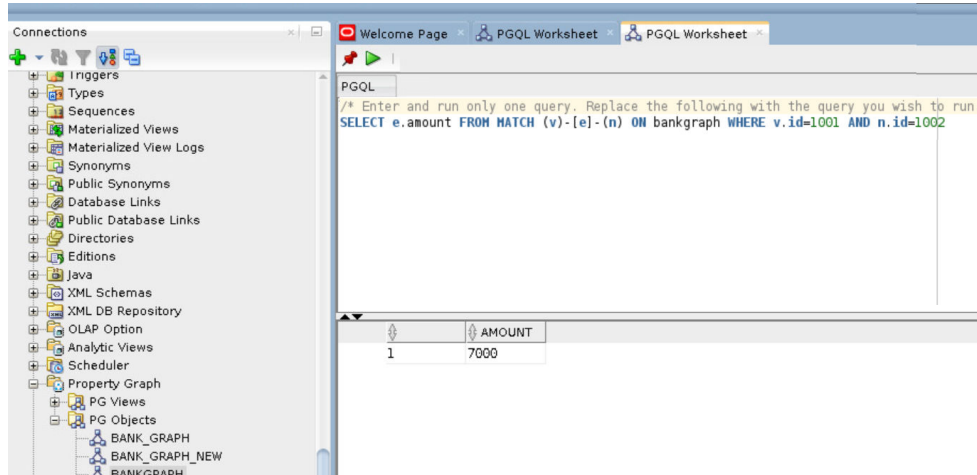 Connections
Welcome Page
PGQL Worksheet
PGQL Worksheet
Triggers
Types
Sequences
Materialized Views
Materialized View Logs
Synonyms
Public Synonyms
Database Links
Public Database Links
Directories
Editions
Java
XML Schemas
XML DB Repository
OLAP Option
Analytic Views
Scheduler
Property Graph
PG Views
PG Objects
BANK_GRAPH
BANK_GRAPH_NEW
BANKGRAPH
PGQL
/* Enter and run only one query. Replace the following with the query you wish to run
SELECT e.amount FROM MATCH (v)-[e]-(n) ON bankgraph WHERE v.id=1001 AND n.id=1002
AMOUNT
1 7000